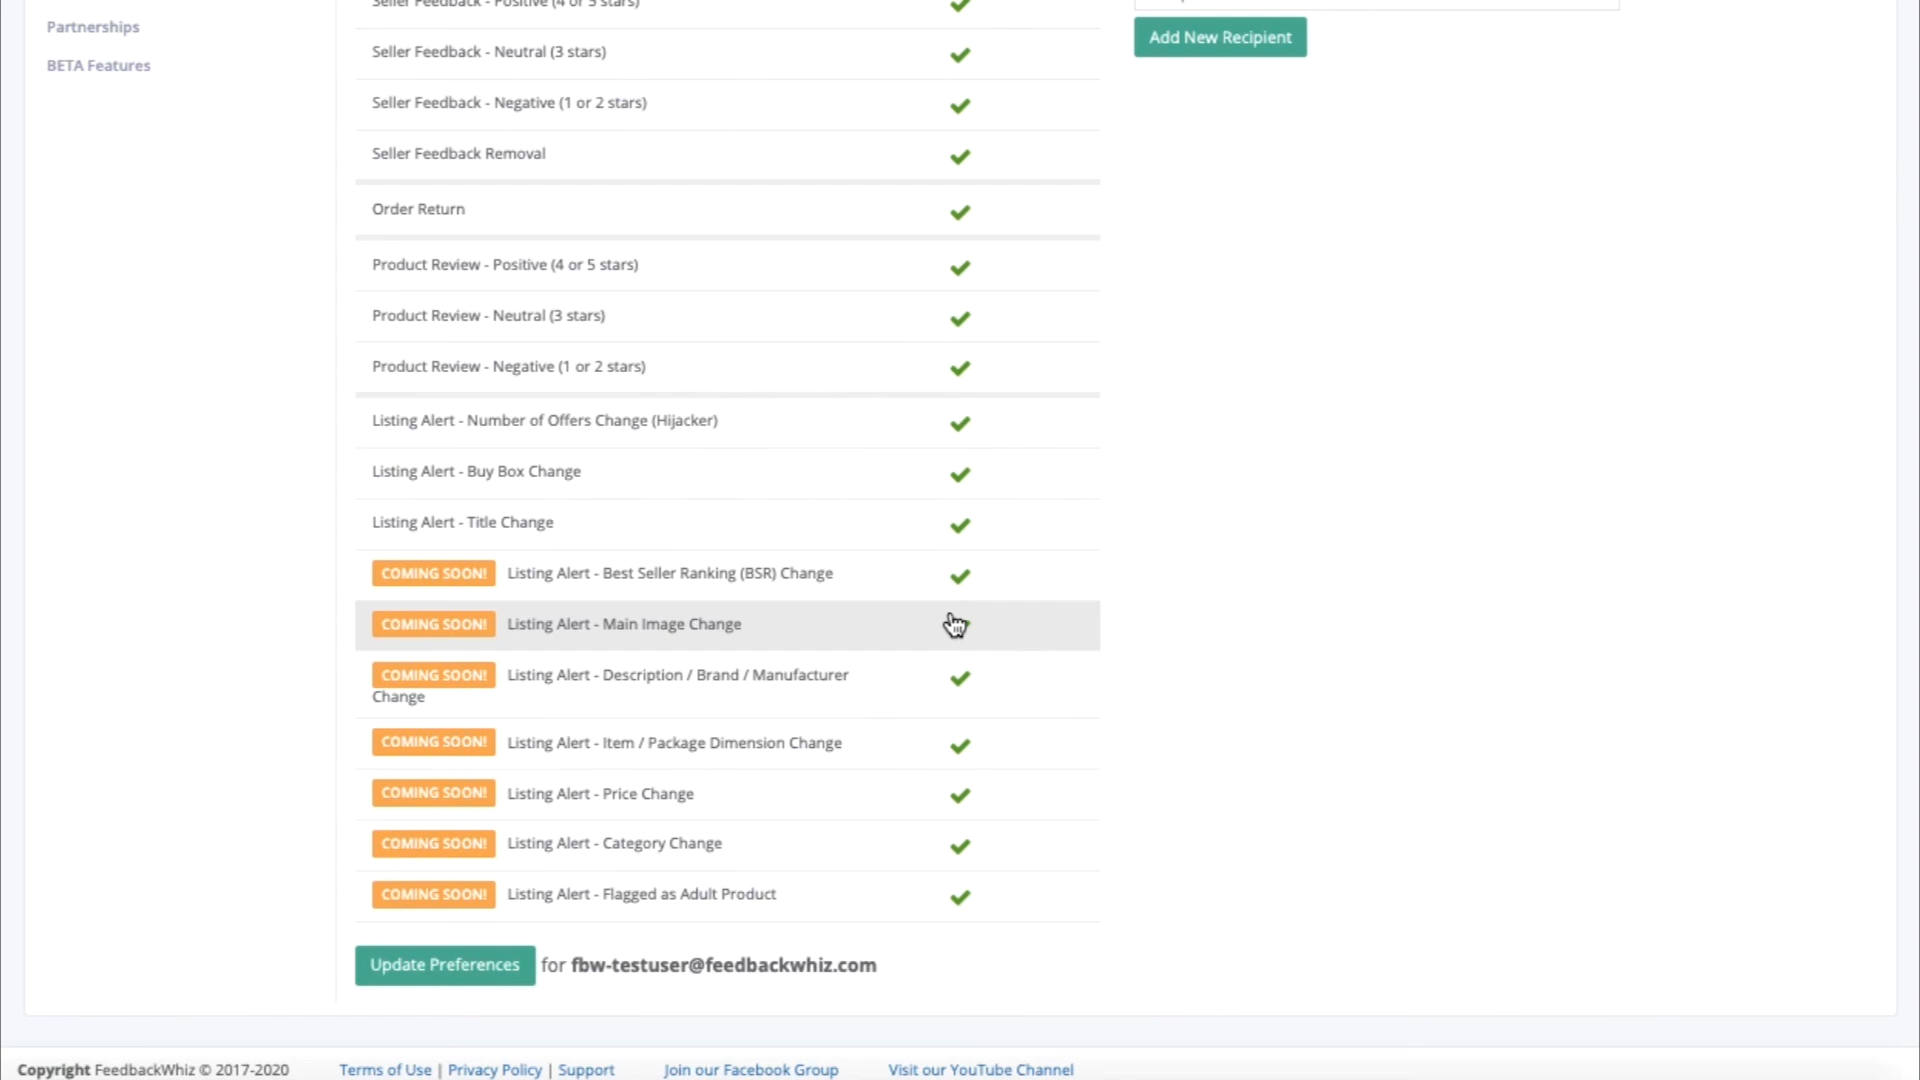 Partnerships
BETA Features
Seller Feedback - Positive (4 or 5 stars)
Seller Feedback - Neutral (3 stars)
Seller Feedback - Negative (1 or 2 stars)
Seller Feedback Removal
Order Return
Product Review - Positive (4 or 5 stars)
Product Review - Neutral (3 stars)
Product Review - Negative (1 or 2 stars)
Listing Alert - Number of Offers Change (Hijacker)
Listing Alert - Buy Box Change
Listing Alert - Title Change
COMING SOON! Listing Alert - Best Seller Ranking (BSR) Change
COMING SOON! Listing Alert - Main Image Change
COMING SOON! Listing Alert - Description / Brand / Manufacturer
Change
COMING SOON! Listing Alert - Item / Package Dimension Change
COMING SOON! Listing Alert - Price Change
COMING SOON! Listing Alert - Category Change
COMING SOON! Listing Alert - Flagged as Adult Product
Update Preferences for fbw-testuser@feedbackwhiz.com
Add New Recipient
Copyright FeedbackWhiz © 2017-2020 Terms of Use | Privacy Policy | Support Join our Facebook Group Visit our YouTube Channel